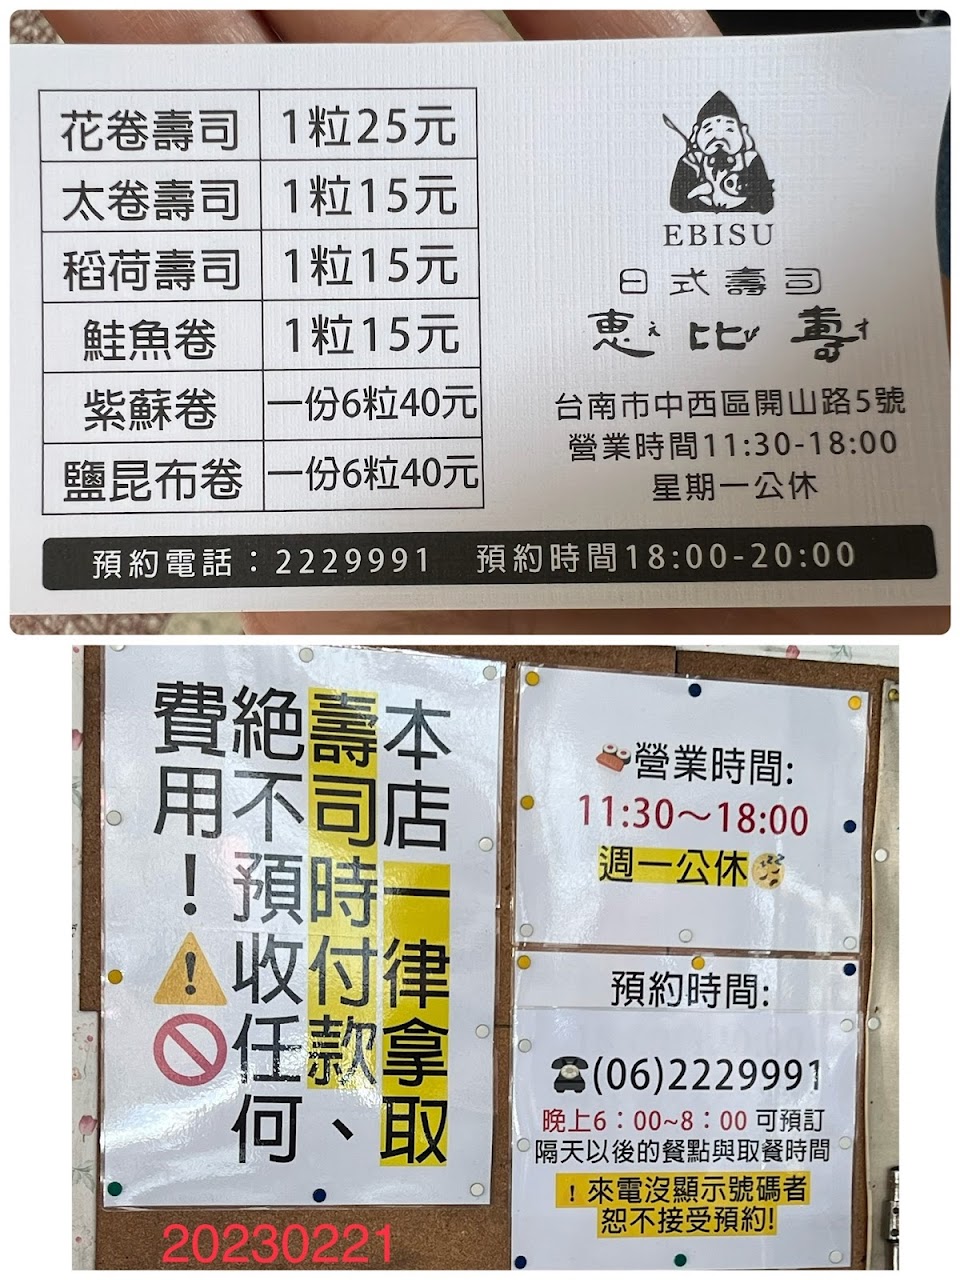 花卷壽司 1粒25元
太卷壽司 1粒15元
稻荷壽司 1粒15元
鮭魚卷 1粒15元
紫蘇卷 一份6粒40元
鹽昆布卷 一份6粒40元
EBISU
日式壽司
恵え比び寿す
台南市中西區開山路5號
營業時間11:30-18:00
星期一公休
預約電話：2229991 預約時間18:00-20:00
本店一律拿取
壽司時付款、
絕不預收任何
費用！
營業時間:
11:30～18:00
週一公休
預約時間:
(06)2229991
晚上6：00~8：00 可預訂
隔天以後的餐點與取餐時間
！來電沒顯示號碼者
恕不接受預約!
20230221